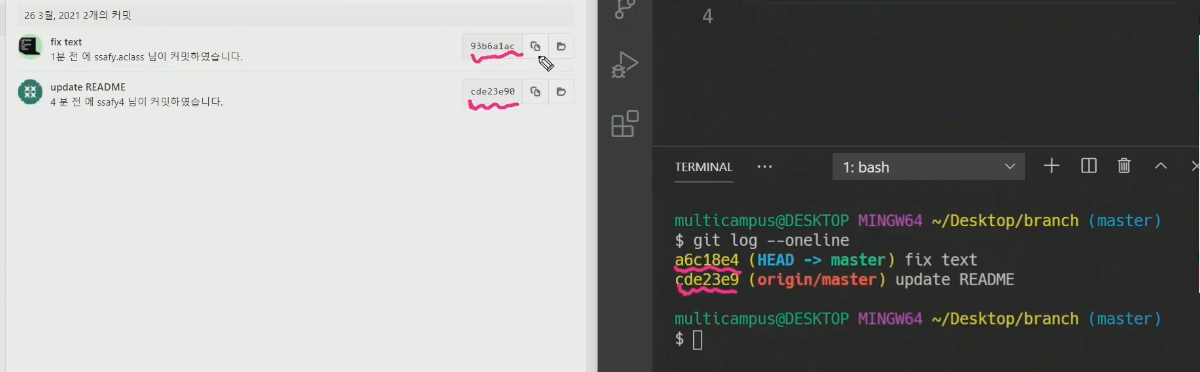 26 3월, 2021 2개의 커밋
fix text
1분 전 에 ssafy.aclass 님이 커밋하였습니다.
93b6a1ac
update README
4 분 전 에 ssafy4 님이 커밋하였습니다.
cde23e90
4
TERMINAL ··· 1: bash
multicampus@DESKTOP MINGW64 ~/Desktop/branch (master)
$ git log --oneline
a6c18e4 (HEAD -> master) fix text
cde23e9 (origin/master) update README
multicampus@DESKTOP MINGW64 ~/Desktop/branch (master)
$